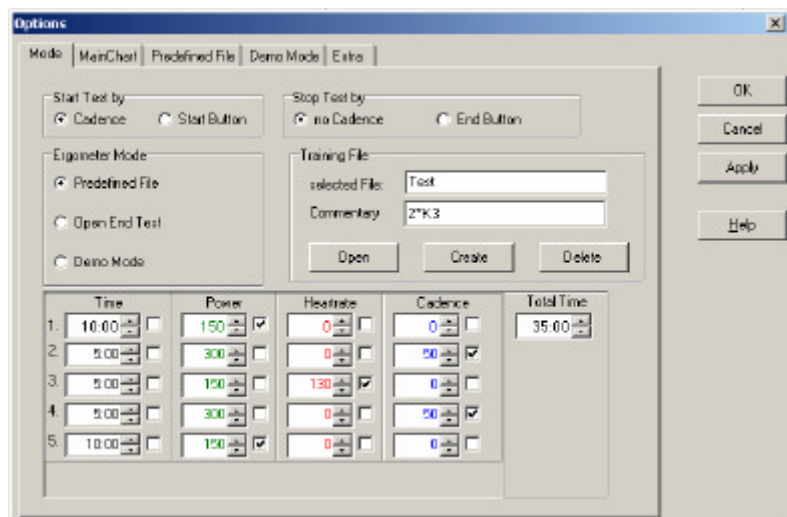 Options
Mode MainChart Predefined File Demo Mode Extra
Start Test by
Cadence Start Button
Stop Test by
no Cadence End Button
OK
Cancel
Apply
Help
Ergometer Mode
Predefined File
Open End Test
Demo Mode
Training File
selected File: Test
Commentary 2*K3
Open Create Delete
Time Power Heartrate Cadence Total Time
1. 10:00 150 0 0 35:00
2. 5:00 300 0 50
3. 5:00 150 130 0
4. 5:00 300 0 50
5. 10:00 150 0 0